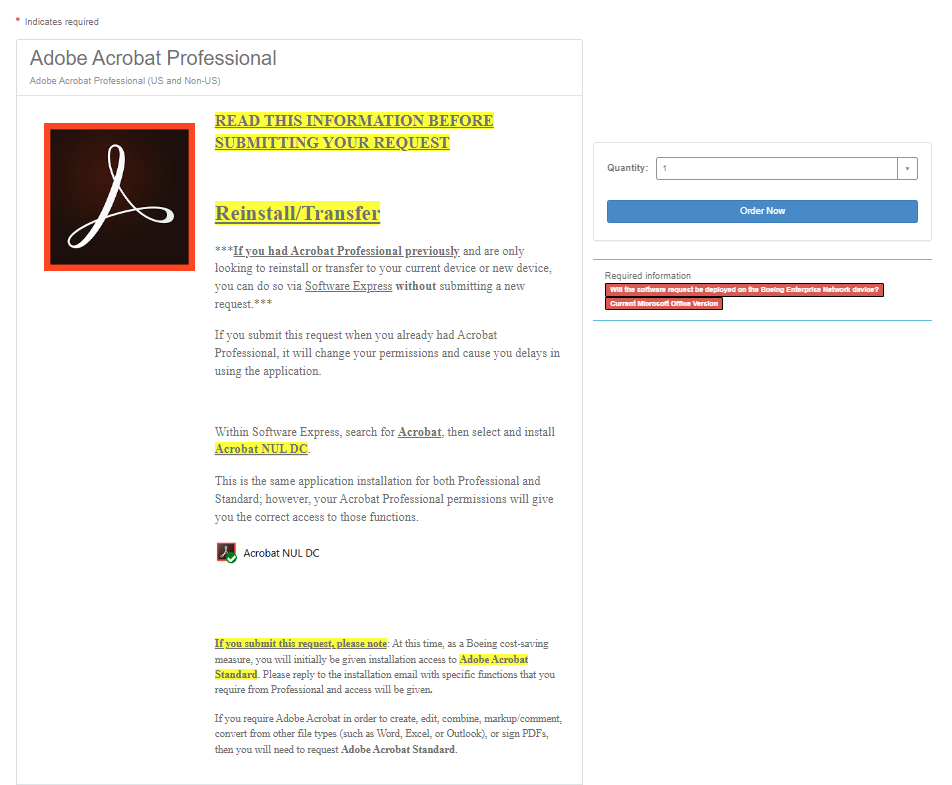 * Indicates required
Adobe Acrobat Professional
Adobe Acrobat Professional (US and Non-US)
READ THIS INFORMATION BEFORE
SUBMITTING YOUR REQUEST
Reinstall/Transfer
***If you had Acrobat Professional previously and are only
looking to reinstall or transfer to your current device or new device,
you can do so via Software Express without submitting a new
request.***
If you submit this request when you already had Acrobat
Professional, it will change your permissions and cause you delays in
using the application.
Within Software Express, search for Acrobat, then select and install
Acrobat NUL DC.
This is the same application installation for both Professional and
Standard; however, your Acrobat Professional permissions will give
you the correct access to those functions.
Acrobat NUL DC
If you submit this request, please note: At this time, as a Boeing cost-saving
measure, you will initially be given installation access to Adobe Acrobat
Standard. Please reply to the installation email with specific functions that you
require from Professional and access will be given.
If you require Adobe Acrobat in order to create, edit, combine, markup/comment,
convert from other file types (such as Word, Excel, or Outlook), or sign PDFs,
then you will need to request Adobe Acrobat Standard.
Quantity: 1
Order Now
Required information
Will the software request be deployed on the Boeing Enterprise Network device?
Current Microsoft Office Version